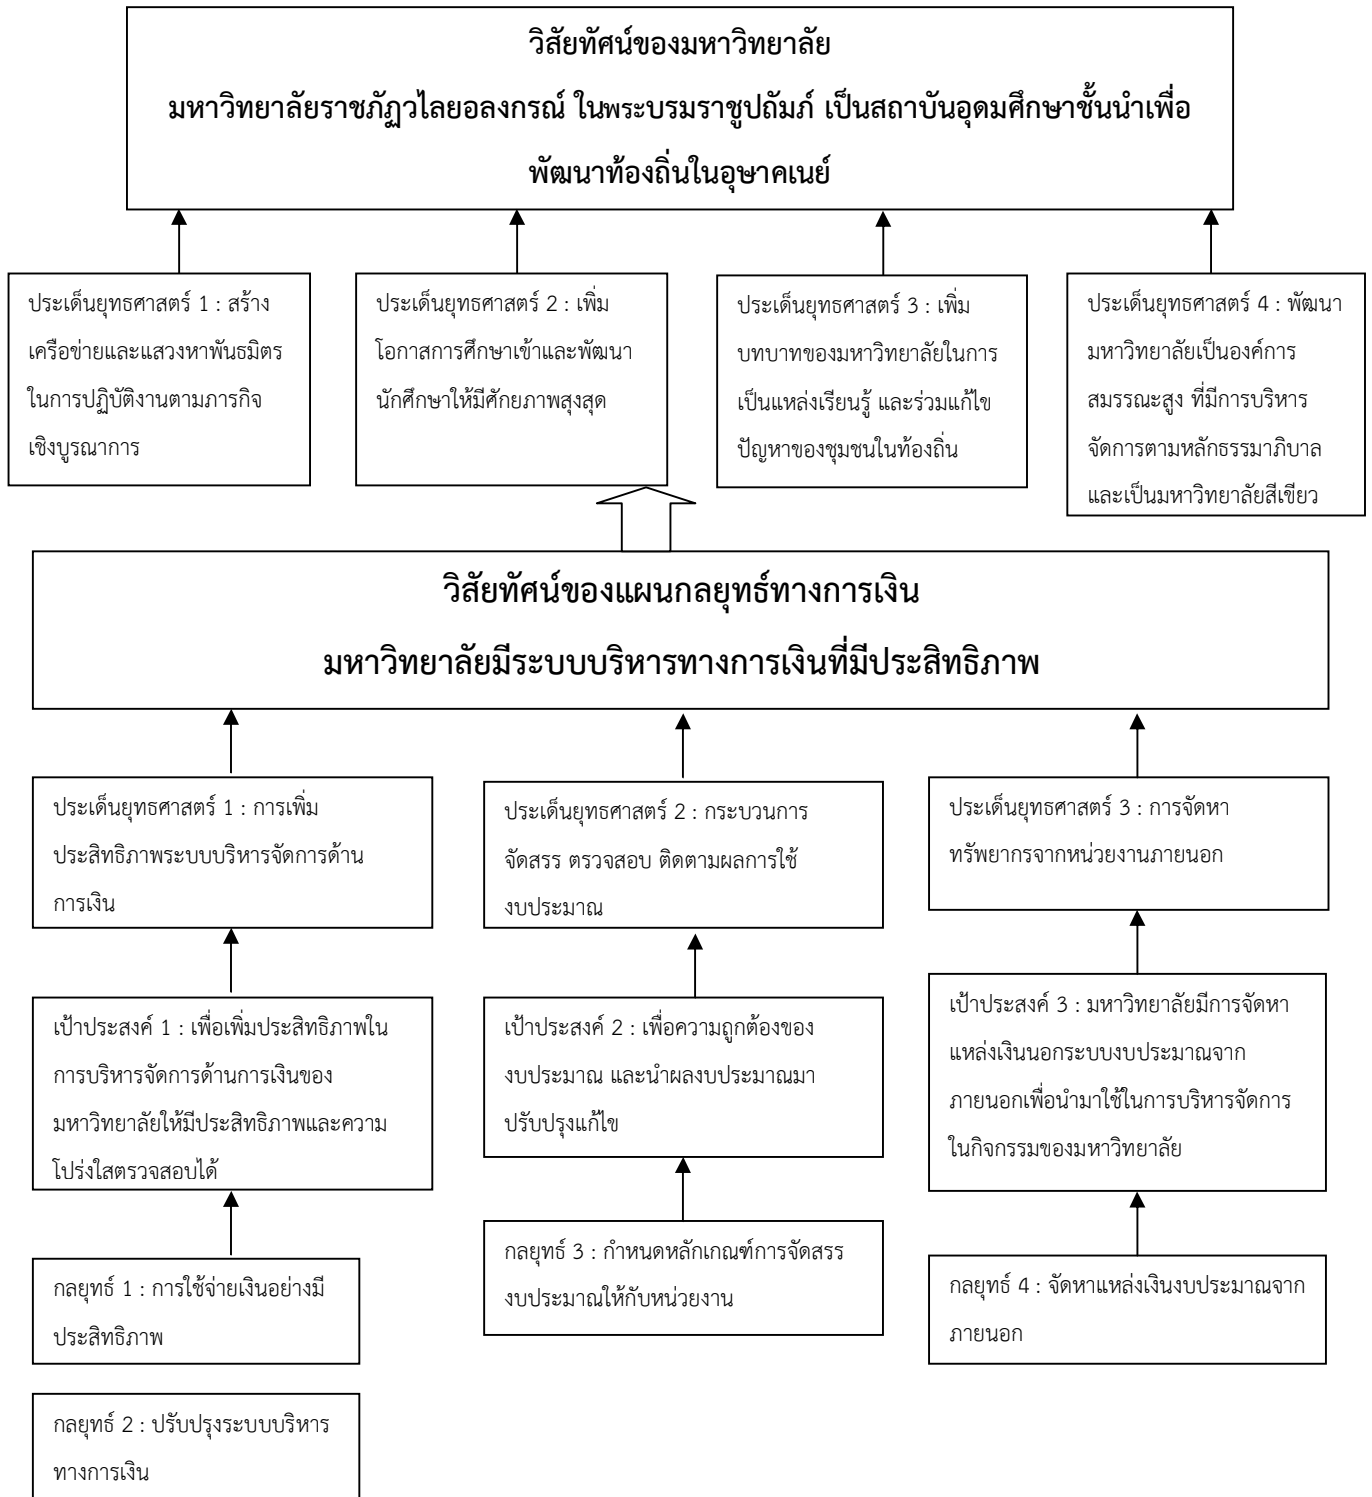 วิสัยทัศน์ของมหาวิทยาลัย
มหาวิทยาลัยราชภัฏวไลยอลงกรณ์ ในพระบรมราชูปถัมภ์ เป็นสถาบันอุดมศึกษาชั้นนำเพื่อ
พัฒนาท้องถิ่นในอุษาคเนย์
ประเด็นยุทธศาสตร์ 1 : สร้าง
เครือข่ายและแสวงหาพันธมิตร
ในการปฏิบัติงานตามภารกิจ
เชิงบูรณาการ
ประเด็นยุทธศาสตร์ 2 : เพิ่ม
โอกาสการศึกษาเข้าและพัฒนา
นักศึกษาให้มีศักยภาพสุงสุด
ประเด็นยุทธศาสตร์ 3 : เพิ่ม
บทบาทของมหาวิทยาลัยในการ
เป็นแหล่งเรียนรู้ และร่วมแก้ไข
ปัญหาของชุมชนในท้องถิ่น
ประเด็นยุทธศาสตร์ 4 : พัฒนา
มหาวิทยาลัยเป็นองค์การ
สมรรณะสูง ที่มีการบริหาร
จัดการตามหลักธรรมาภิบาล
และเป็นมหาวิทยาลัยสีเขียว
วิสัยทัศน์ของแผนกลยุทธ์ทางการเงิน
มหาวิทยาลัยมีระบบบริหารทางการเงินที่มีประสิทธิภาพ
ประเด็นยุทธศาสตร์ 1 : การเพิ่ม
ประสิทธิภาพระบบบริหารจัดการด้าน
การเงิน
ประเด็นยุทธศาสตร์ 2 : กระบวนการ
จัดสรร ตรวจสอบ ติดตามผลการใช้
งบประมาณ
ประเด็นยุทธศาสตร์ 3 : การจัดหา
ทรัพยากรจากหน่วยงานภายนอก
เป้าประสงค์ 1 : เพื่อเพิ่มประสิทธิภาพใน
การบริหารจัดการด้านการเงินของ
มหาวิทยาลัยให้มีประสิทธิภาพและความ
โปร่งใสตรวจสอบได้
เป้าประสงค์ 2 : เพื่อความถูกต้องของ
งบประมาณ และนำผลงบประมาณมา
ปรับปรุงแก้ไข
เป้าประสงค์ 3 : มหาวิทยาลัยมีการจัดหา
แหล่งเงินนอกระบบงบประมาณจาก
ภายนอกเพื่อนำมาใช้ในการบริหารจัดการ
ในกิจกรรมของมหาวิทยาลัย
กลยุทธ์ 1 : การใช้จ่ายเงินอย่างมี
ประสิทธิภาพ
กลยุทธ์ 3 : กำหนดหลักเกณฑ์การจัดสรร
งบประมาณให้กับหน่วยงาน
กลยุทธ์ 4 : จัดหาแหล่งเงินงบประมาณจาก
ภายนอก
กลยุทธ์ 2 : ปรับปรุงระบบบริหาร
ทางการเงิน